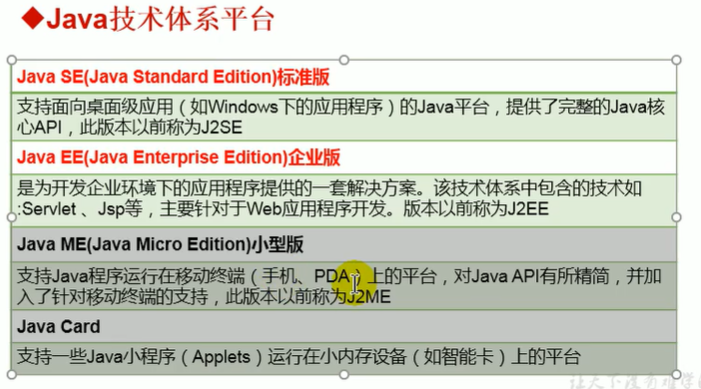 ◆Java技术体系平台
Java SE(Java Standard Edition)标准版
支持面向桌面级应用（如Windows下的应用程序）的Java平台，提供了完整的Java核
心API，此版本以前称为J2SE
Java EE(Java Enterprise Edition)企业版
是为开发企业环境下的应用程序提供的一套解决方案。该技术体系中包含的技术如
:Servlet 、Jsp等，主要针对于Web应用程序开发。版本以前称为J2EE
Java ME(Java Micro Edition)小型版
支持Java程序运行在移动终端（手机、PDA）上的平台，对Java API有所精简，并加
入了针对移动终端的支持，此版本以前称为J2ME
Java Card
支持一些Java小程序（Applets）运行在小内存设备（如智能卡）上的平台
让天下没有难学